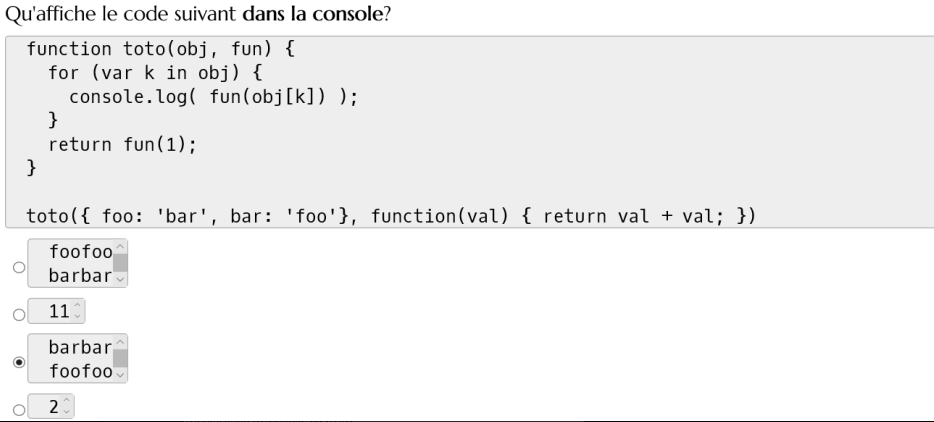 Qu'affiche le code suivant dans la console?
function toto(obj, fun) {
  for (var k in obj) {
    console.log( fun(obj[k]) );
  }
  return fun(1);
}
toto({ foo: 'bar', bar: 'foo'}, function(val) { return val + val; })
foofoo
barbar
11
barbar
foofoo
2